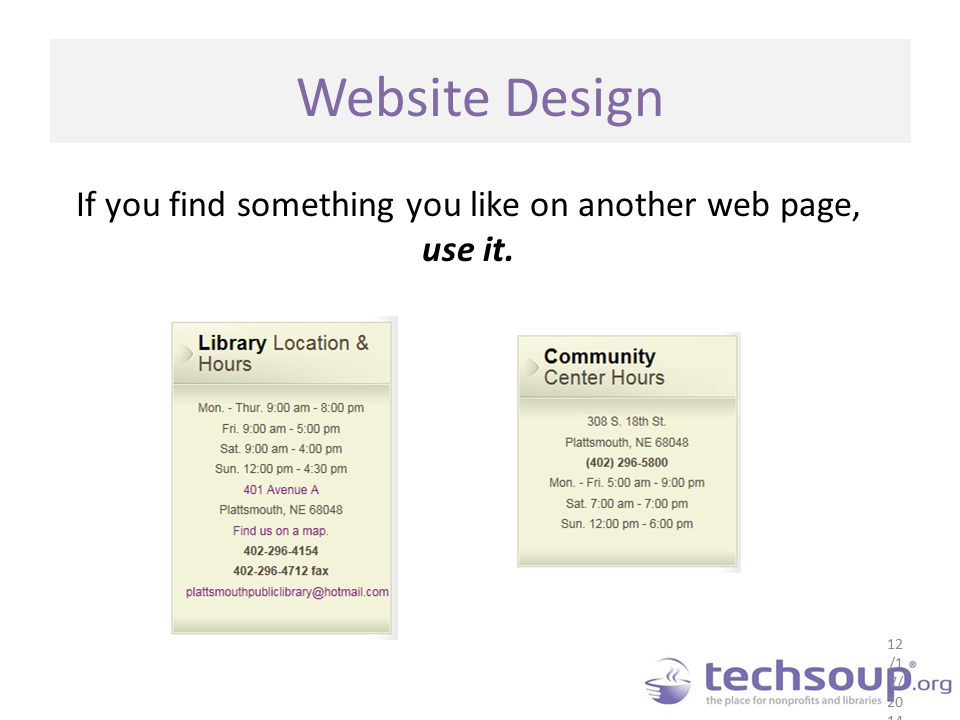 Website Design
If you find something you like on another web page,
use it.
Library Location &
Hours
Mon. - Thur. 9:00 am - 8:00 pm
Fri. 9:00 am - 5:00 pm
Sat. 9:00 am - 4:00 pm
Sun. 12:00 pm - 4:30 pm
401 Avenue A
Plattsmouth, NE 68048
Find us on a map.
402-296-4154
402-296-4712 fax
plattsmouthpubliclibrary@hotmail.com
Community
Center Hours
308 S. 18th St.
Plattsmouth, NE 68048
(402) 296-5800
Mon. - Fri. 5:00 am - 9:00 pm
Sat. 7:00 am - 7:00 pm
Sun. 12:00 pm - 6:00 pm
12
/1
7/
20
14
techsoup®.org
the place for nonprofits and libraries